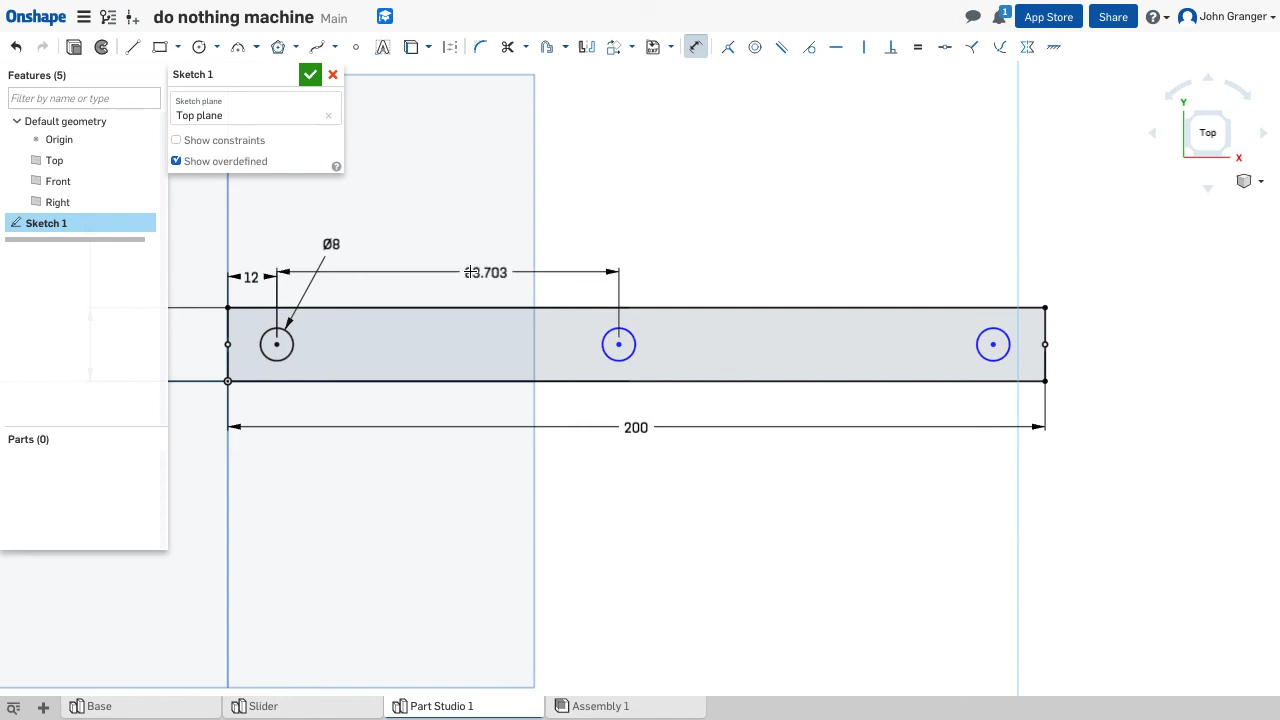 Onshape
do nothing machine Main
1
App Store
Share
John Granger
Features (5)
Filter by name or type
Default geometry
Origin
Top
Front
Right
Sketch 1
Parts (0)
Sketch 1
Sketch plane
Top plane
Show constraints
Show overdefined
Y
Top
X
Ø8
12
200
Base
Slider
Part Studio 1
Assembly 1